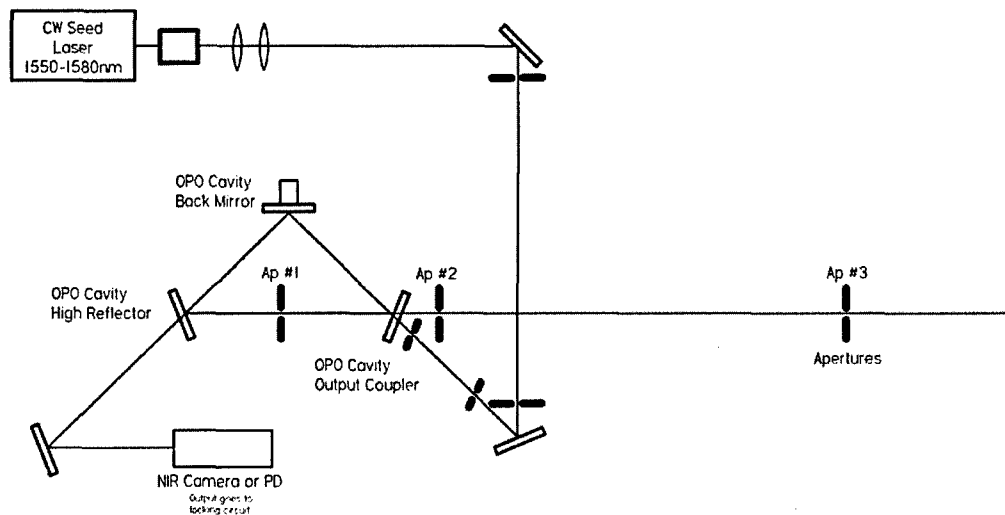 CW Seed
Laser
1550-1580nm
OPO Cavity
Back Mirror
Ap #1
Ap #2
Ap #3
OPO Cavity
High Reflector
OPO Cavity
Output Coupler
Apertures
NIR Camera or PD
Output goes to
locking circuit